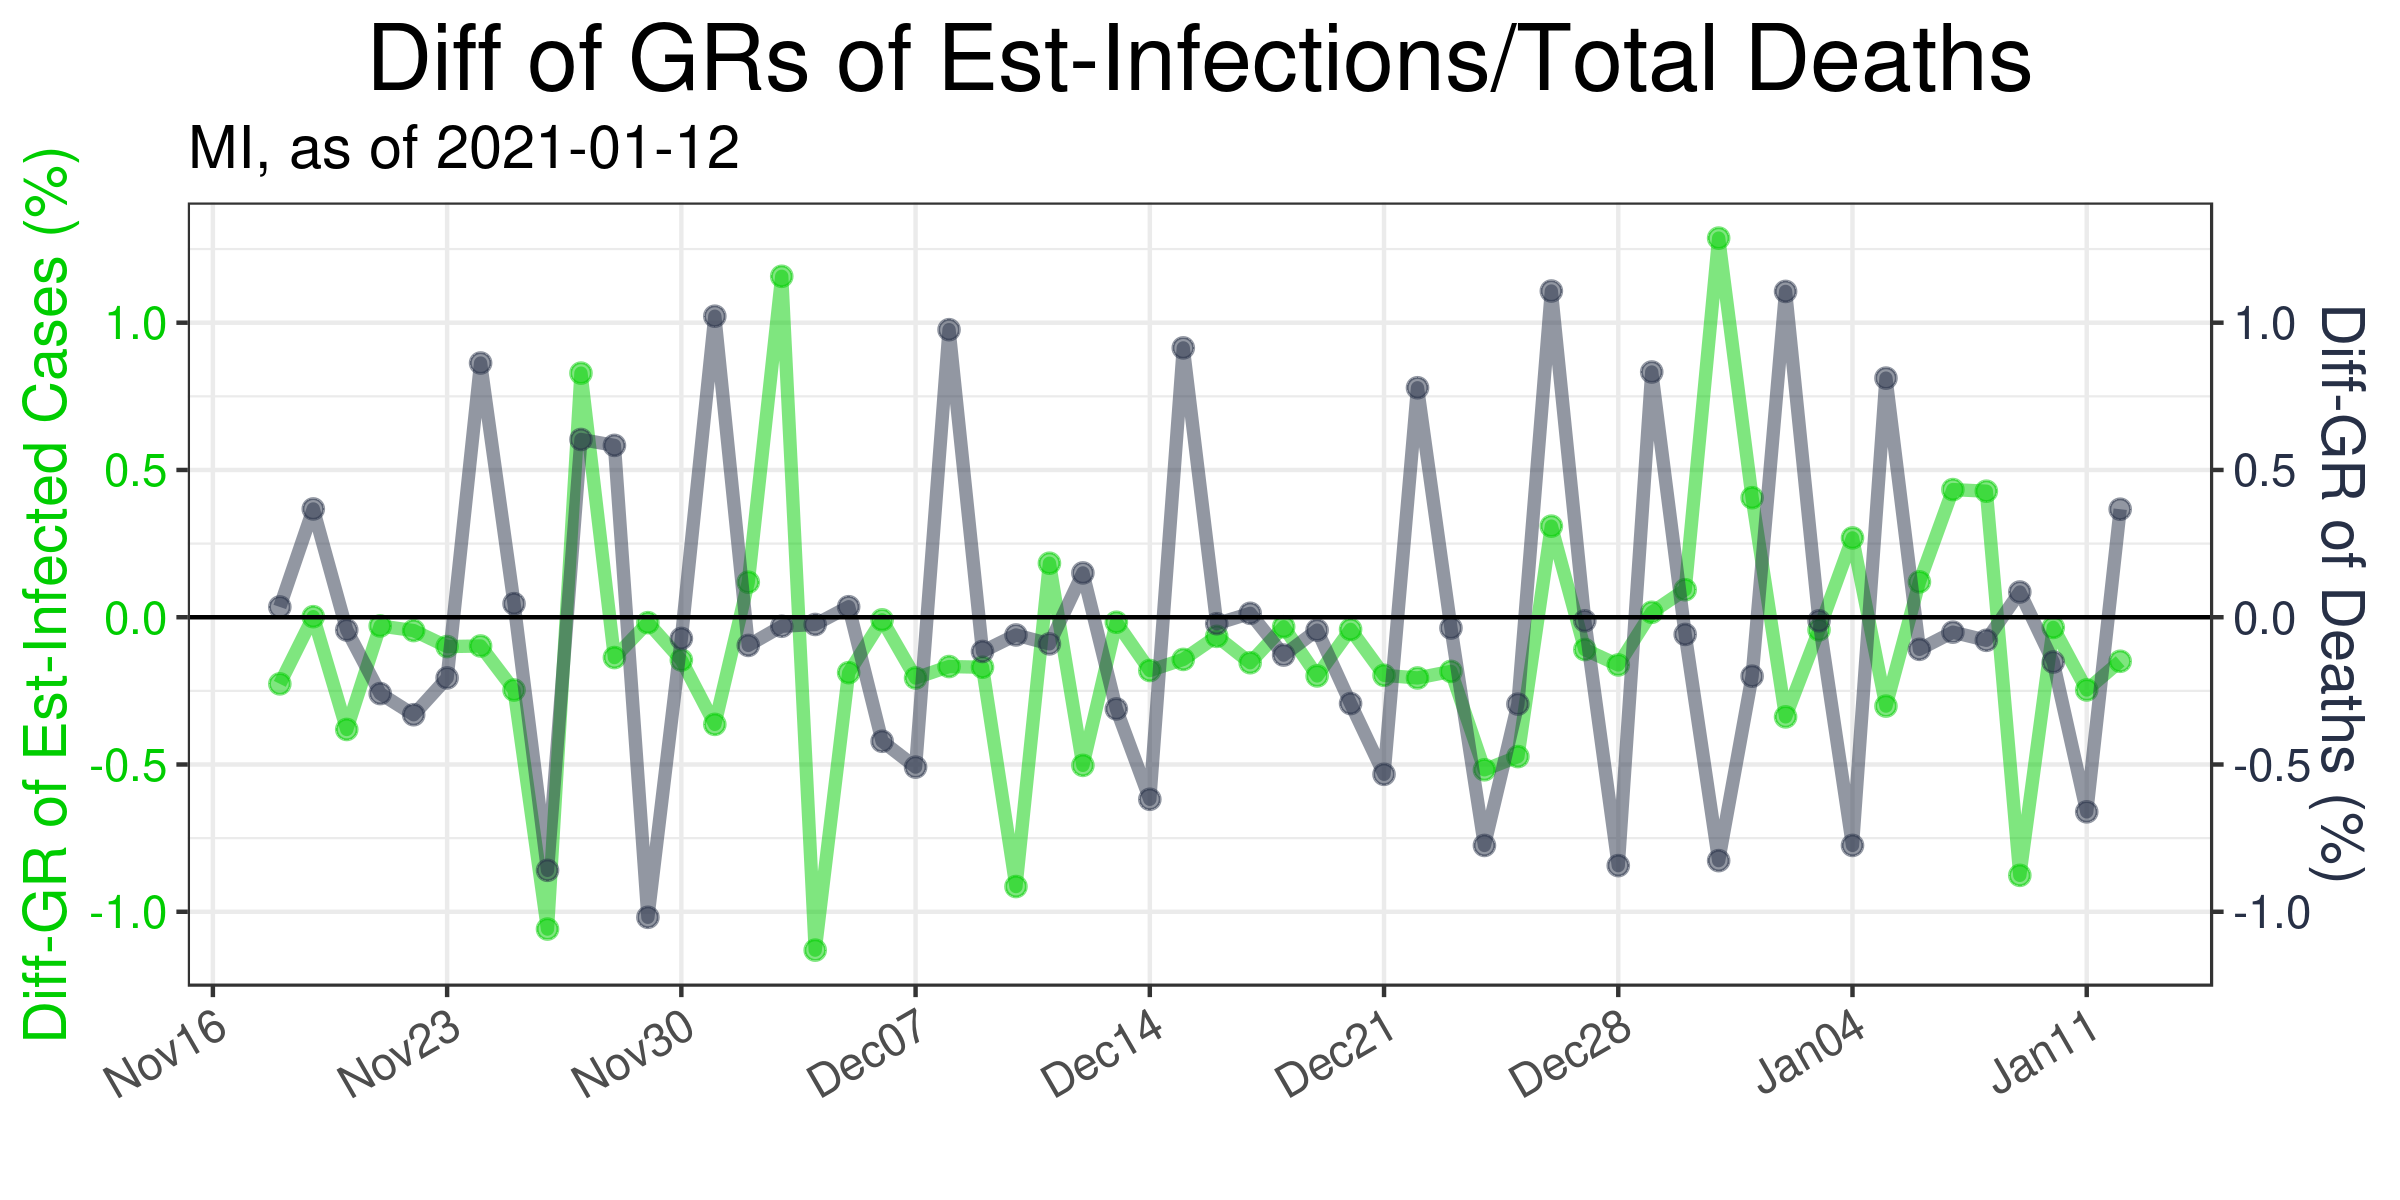 Diff of GRs of Est-Infections/Total Deaths
MI, as of 2021-01-12
Diff-GR of Est-Infected Cases (%)
1.0
0.5
0.0
-0.5
-1.0
1.0
0.5
0.0
-0.5
-1.0
Diff-GR of Deaths (%)
Nov16
Nov23
Nov30
Dec07
Dec14
Dec21
Dec28
Jan04
Jan11